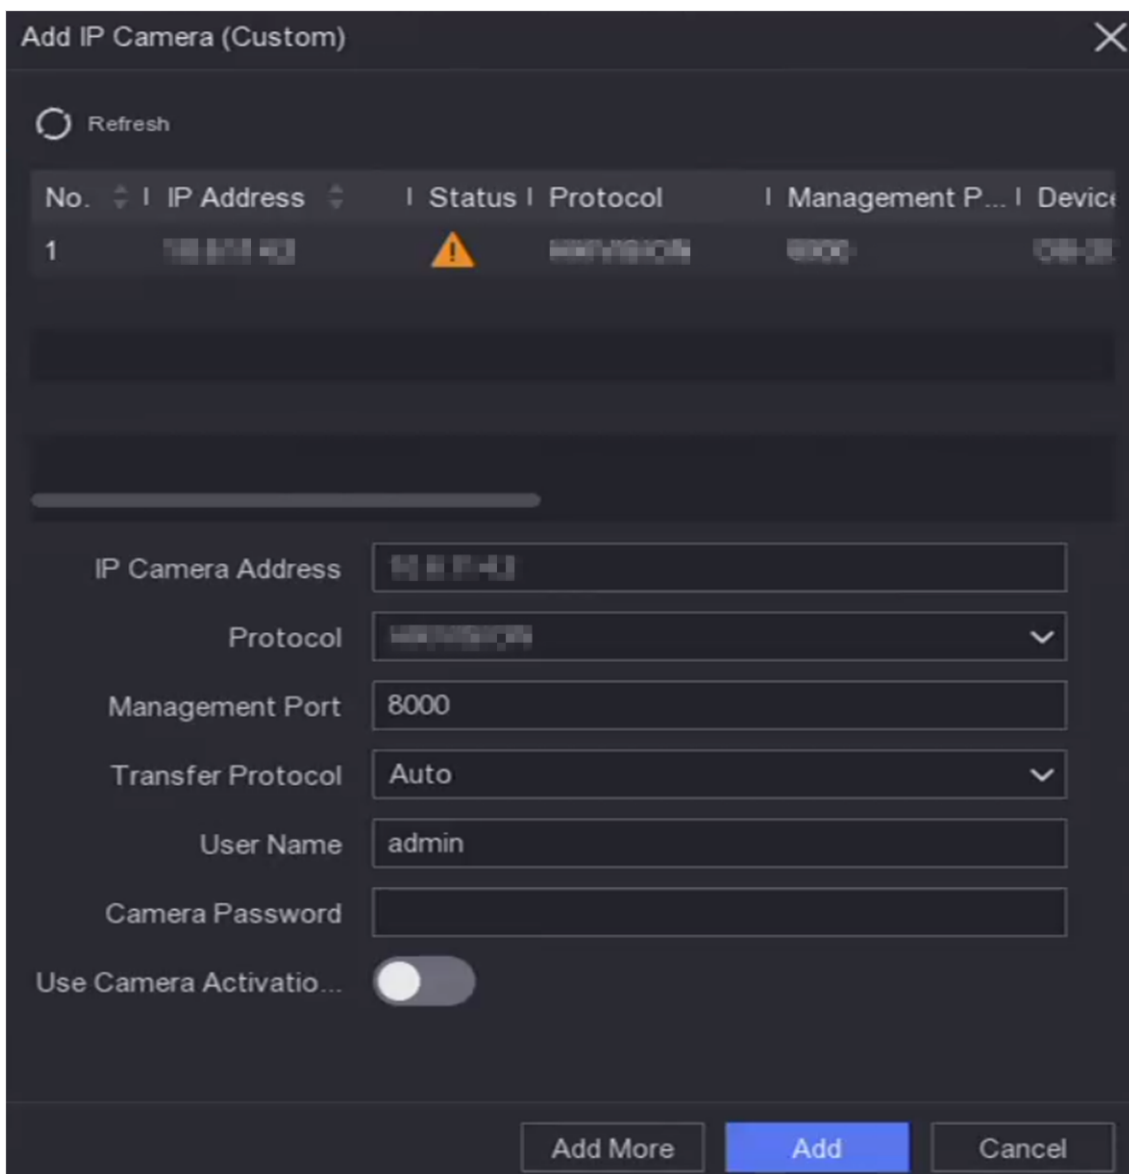 Add IP Camera (Custom)
Refresh
No. IP Address Status Protocol Management P... Device
1
IP Camera Address
Protocol
Management Port 8000
Transfer Protocol Auto
User Name admin
Camera Password
Use Camera Activatio...
Add More Add Cancel